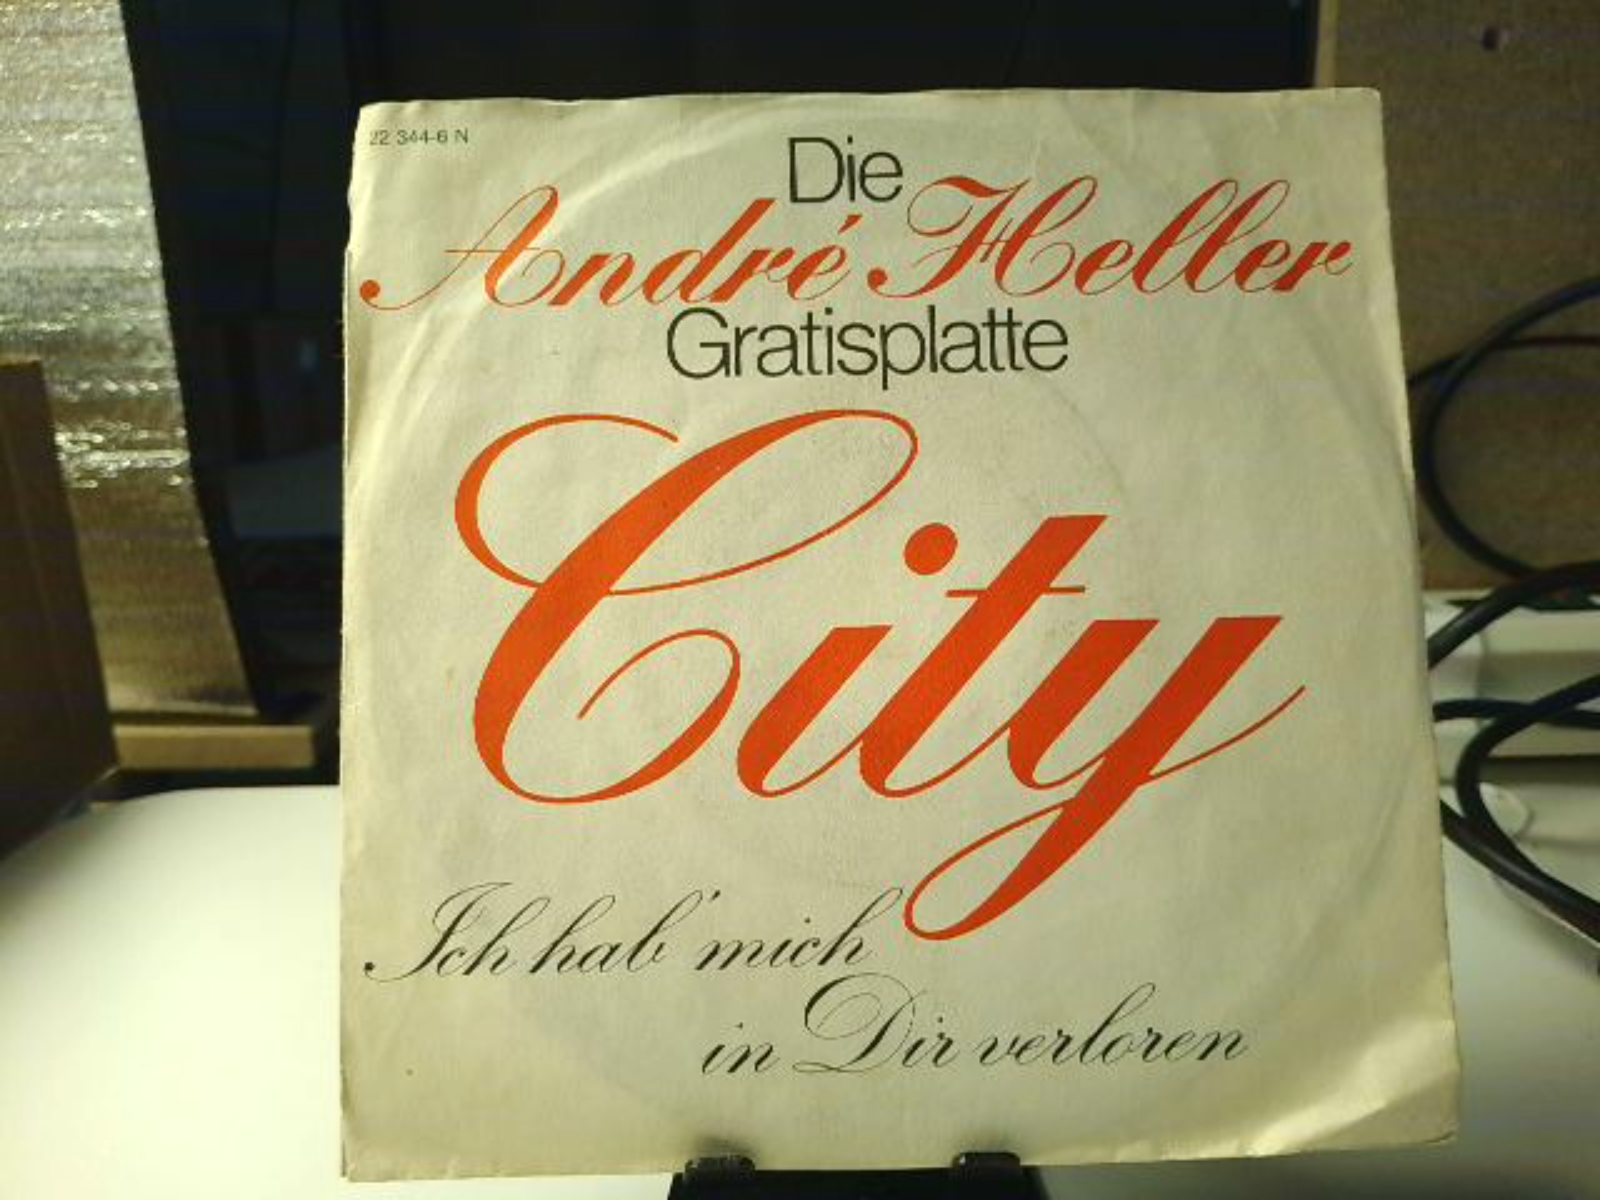 22 344-6 N
Die
André Heller
Gratisplatte
City
Ich hab' mich
in Dir verloren